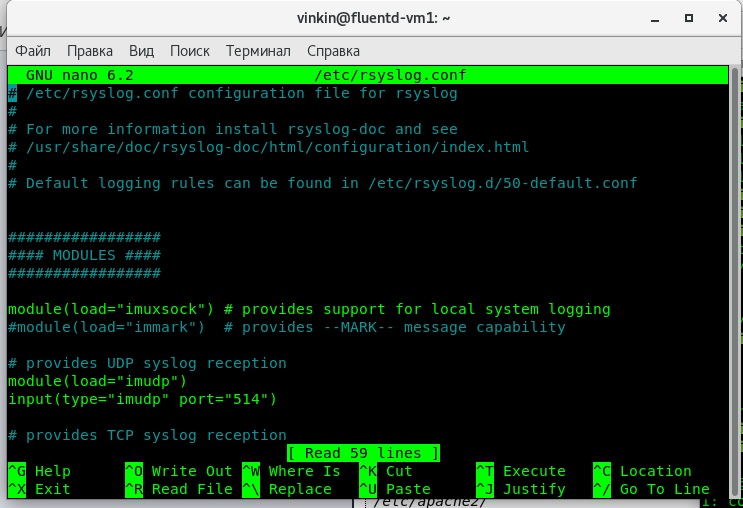 vinkin@fluentd-vm1: ~
Файл Правка Вид Поиск Терминал Справка
GNU nano 6.2 /etc/rsyslog.conf
# /etc/rsyslog.conf configuration file for rsyslog
#
# For more information install rsyslog-doc and see
# /usr/share/doc/rsyslog-doc/html/configuration/index.html
#
# Default logging rules can be found in /etc/rsyslog.d/50-default.conf
#################
#### MODULES ####
#################
module(load="imuxsock") # provides support for local system logging
#module(load="immark")  # provides --MARK-- message capability
# provides UDP syslog reception
module(load="imudp")
input(type="imudp" port="514")
# provides TCP syslog reception
[ Read 59 lines ]
^G Help ^O Write Out ^W Where Is ^K Cut ^T Execute ^C Location
^X Exit ^R Read File ^\ Replace ^U Paste ^J Justify ^/ Go To Line
/etc/apache2/